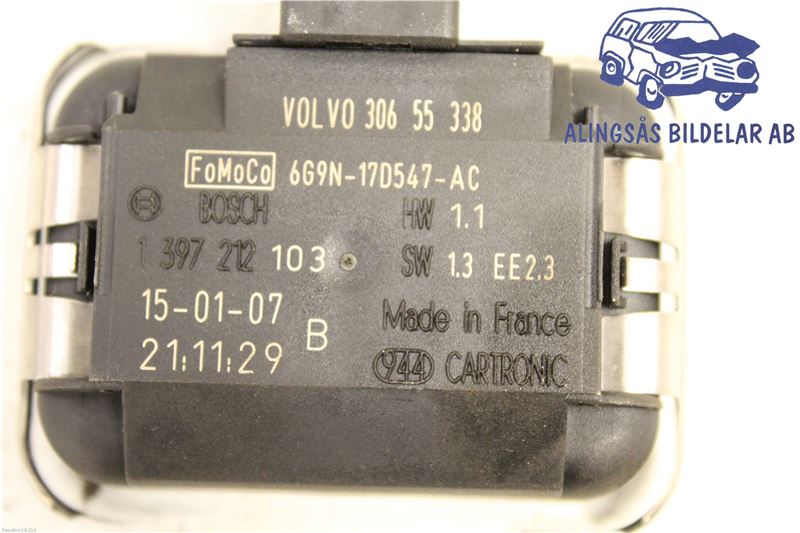 ALINGSÅS BILDELAR AB
VOLVO 306 55 338
FoMoCo 6G9N-17D547-AC
BOSCH HW 1.1
1 397 212 103 SW 1.3 EE2.3
15-01-07 B Made in France
21:11:29 944 CARTRONIC